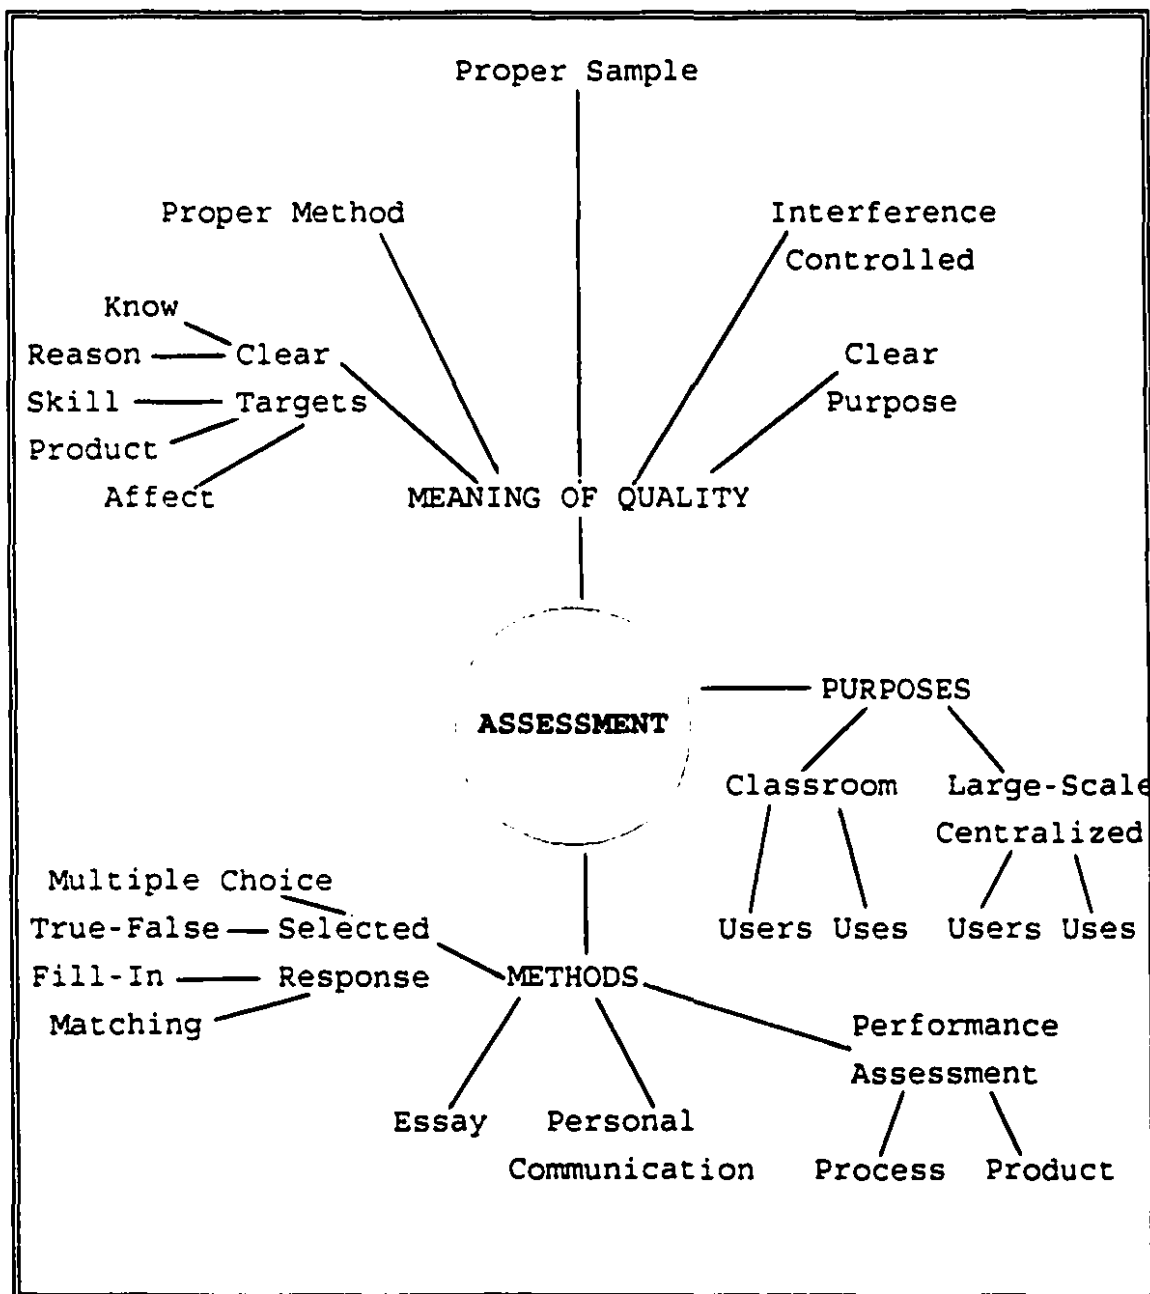 Proper Sample
Proper Method
Interference
Controlled
Know
Reason
Clear
Clear
Skill
Targets
Purpose
Product
Affect
MEANING OF QUALITY
PURPOSES
ASSESSMENT
Classroom
Large-Scale
Centralized
Multiple Choice
True-False
Selected
Users
Uses
Users
Uses
Fill-In
Response
METHODS
Matching
Performance
Assessment
Essay
Personal
Communication
Process
Product